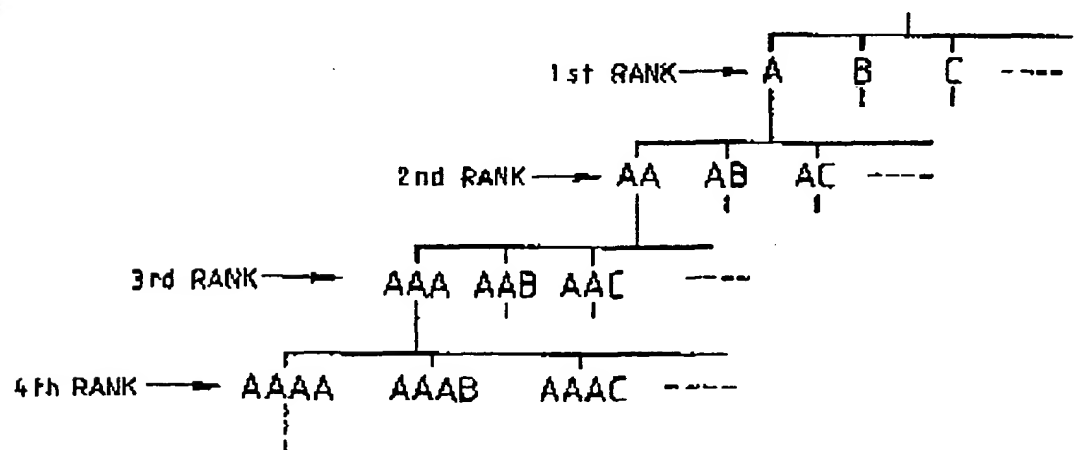 1st RANK A B C
2nd RANK AA AB AC
3rd RANK AAA AAB AAC
4th RANK AAAA AAAB AAAC